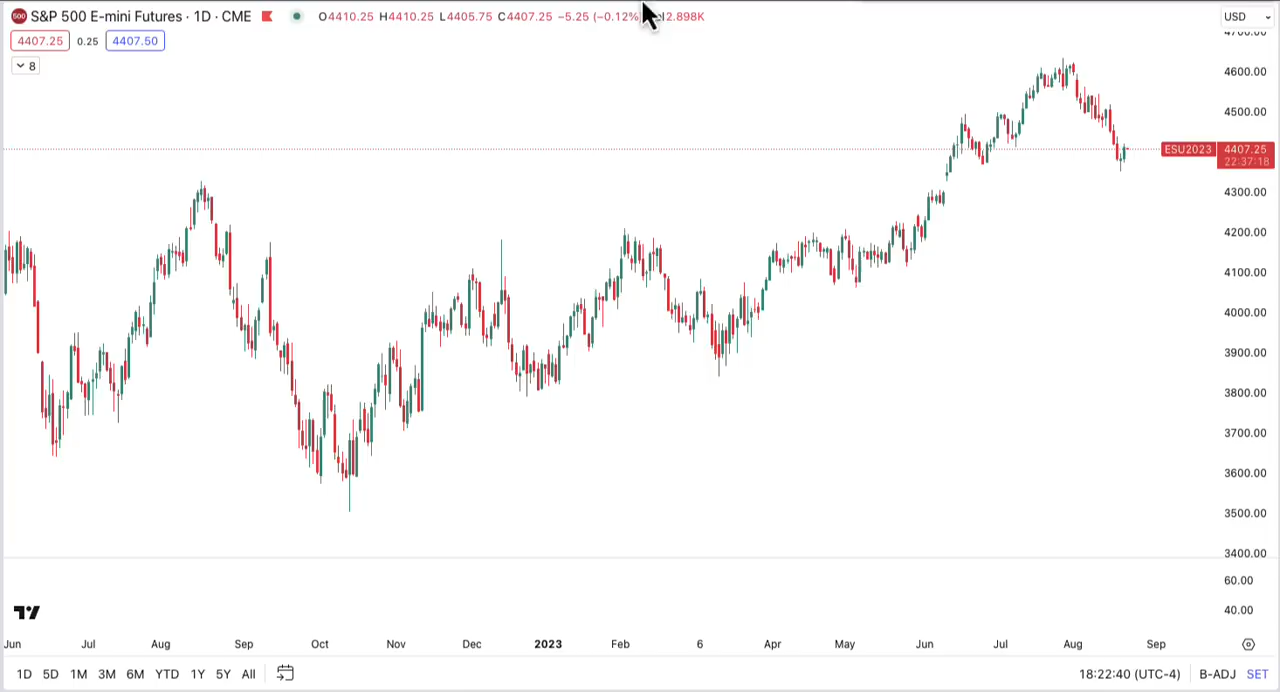 500 S&P 500 E-mini Futures · 1D · CME O4410.25 H4410.25 L4405.75 C4407.25 −5.25 (−0.12%) 2.898K
USD
4407.25 0.25 4407.50
8
4700.00
4600.00
4500.00
ESU2023 4407.25
22:37:18
4300.00
4200.00
4100.00
4000.00
3900.00
3800.00
3700.00
3600.00
3500.00
3400.00
60.00
40.00
Jun Jul Aug Sep Oct Nov Dec 2023 Feb 6 Apr May Jun Jul Aug Sep
1D 5D 1M 3M 6M YTD 1Y 5Y All 18:22:40 (UTC-4) B-ADJ SET